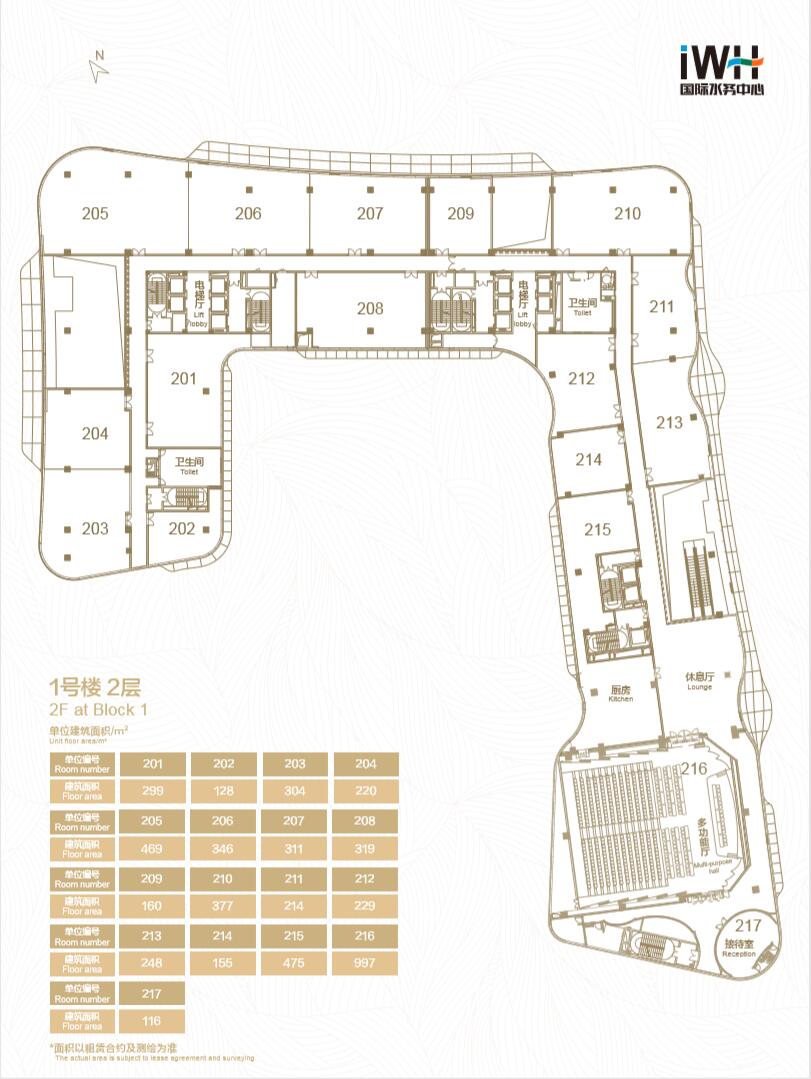 N
iWH
国际水务中心
205
206
207
209
210
电梯厅
Lift lobby
208
电梯厅
Lift lobby
卫生间
Toilet
211
201
212
213
204
214
卫生间
Toilet
203
202
215
厨房
Kitchen
休息厅
Lounge
216
多功能厅
Multi-purpose hall
217
接待室
Reception
1号楼 2层
2F at Block 1
单位建筑面积/m²
Unit floor area/m²
单位编号 201 202 203 204
Room number
建筑面积 299 128 304 220
Floor area
单位编号 205 206 207 208
Room number
建筑面积 469 346 311 319
Floor area
单位编号 209 210 211 212
Room number
建筑面积 160 377 214 229
Floor area
单位编号 213 214 215 216
Room number
建筑面积 248 155 475 997
Floor area
单位编号 217
Room number
建筑面积 116
Floor area
*面积以租赁合约及测绘为准
The actual area is subject to lease agreement and surveying